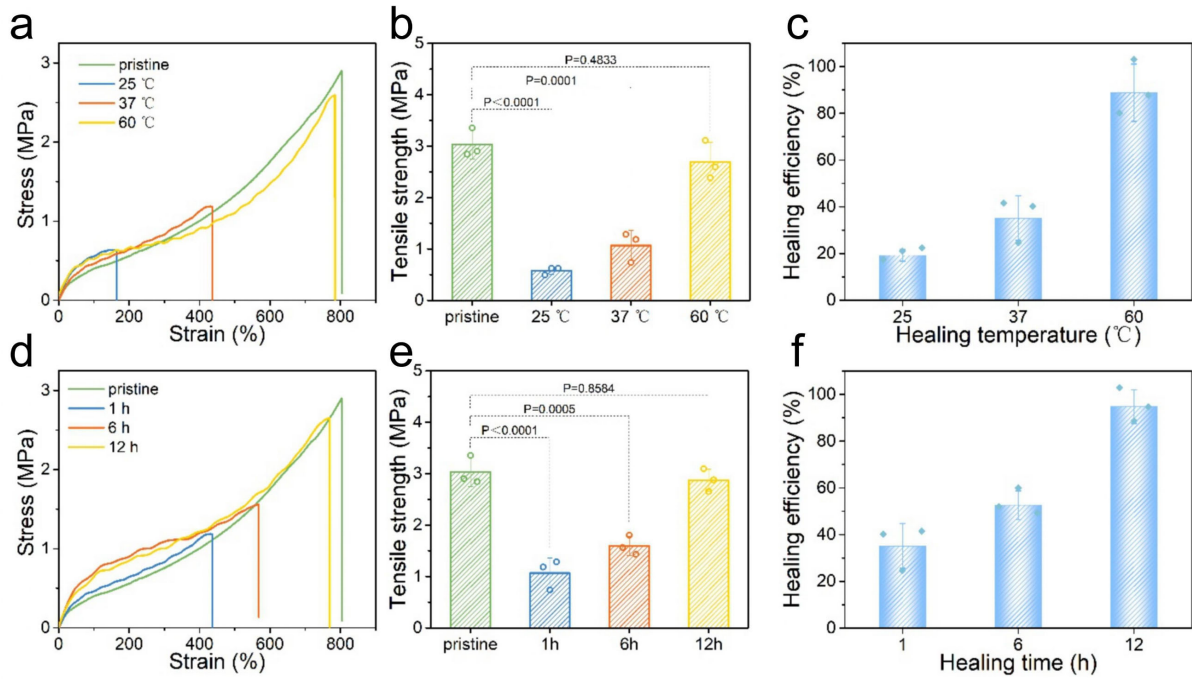 a
Stress (MPa)
3
2
1
0
pristine
25 ℃
37 ℃
60 ℃
0 200 400 600 800
Strain (%)
b
Tensile strength (MPa)
5
4
3
2
1
0
P=0.4833
P=0.0001
P<0.0001
pristine 25 ℃ 37 ℃ 60 ℃
c
Healing efficiency (%)
100
80
60
40
20
0
25 37 60
Healing temperature (℃)
d
Stress (MPa)
3
2
1
0
pristine
1 h
6 h
12 h
0 200 400 600 800
Strain (%)
e
Tensile strength (MPa)
5
4
3
2
1
0
P=0.8584
P=0.0005
P<0.0001
pristine 1h 6h 12h
f
Healing efficiency (%)
100
80
60
40
20
0
1 6 12
Healing time (h)